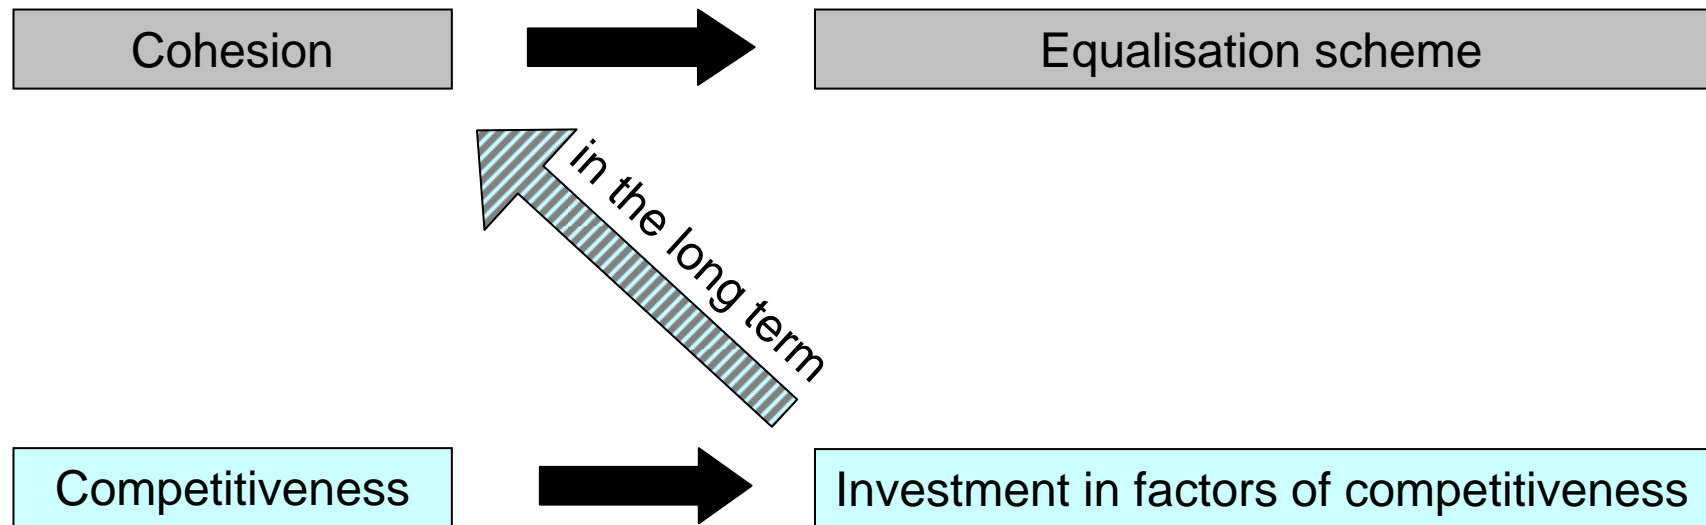 Cohesion
Equalisation scheme
in the long term
Competitiveness
Investment in factors of competitiveness